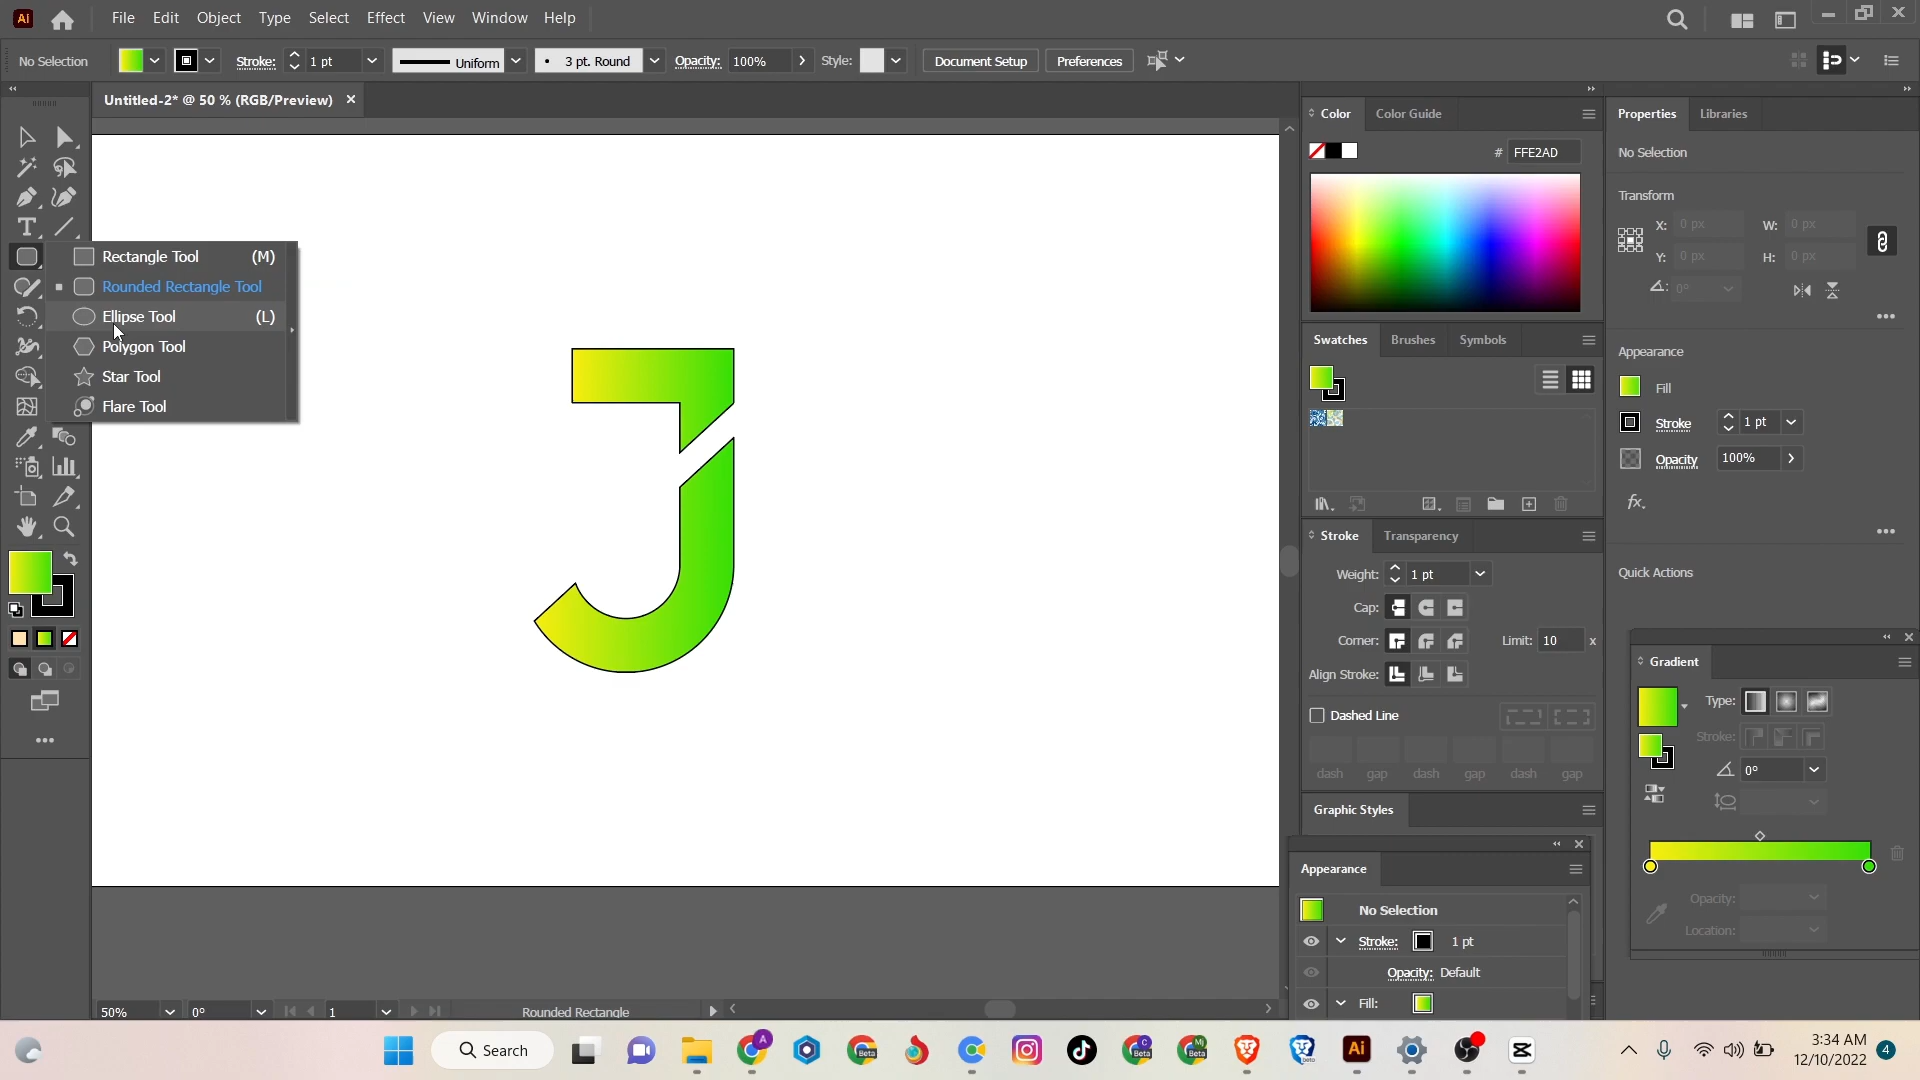 Ai File Edit Object Type Select Effect View Window Help
No Selection Stroke: 1 pt Uniform 3 pt. Round Opacity: 100% Style: Document Setup Preferences
Untitled-2* @ 50 % (RGB/Preview)
Rectangle Tool (M)
Rounded Rectangle Tool
Ellipse Tool (L)
Polygon Tool
Star Tool
Flare Tool
Color Color Guide
# FFE2AD
Swatches Brushes Symbols
Stroke Transparency
Weight: 1 pt
Cap:
Corner: Limit: 10 x
Align Stroke:
Dashed Line
dash gap dash gap dash gap
Graphic Styles
Appearance
No Selection
Stroke: 1 pt
Opacity: Default
Fill:
Properties Libraries
No Selection
Transform
X: 0 px W: 0 px
Y: 0 px H: 0 px
0°
Appearance
Fill
Stroke 1 pt
Opacity 100%
fx.
Quick Actions
Gradient
Type:
Stroke:
0°
Opacity:
Location:
50% 0° 1 Rounded Rectangle
Search
3:34 AM
12/10/2022
4